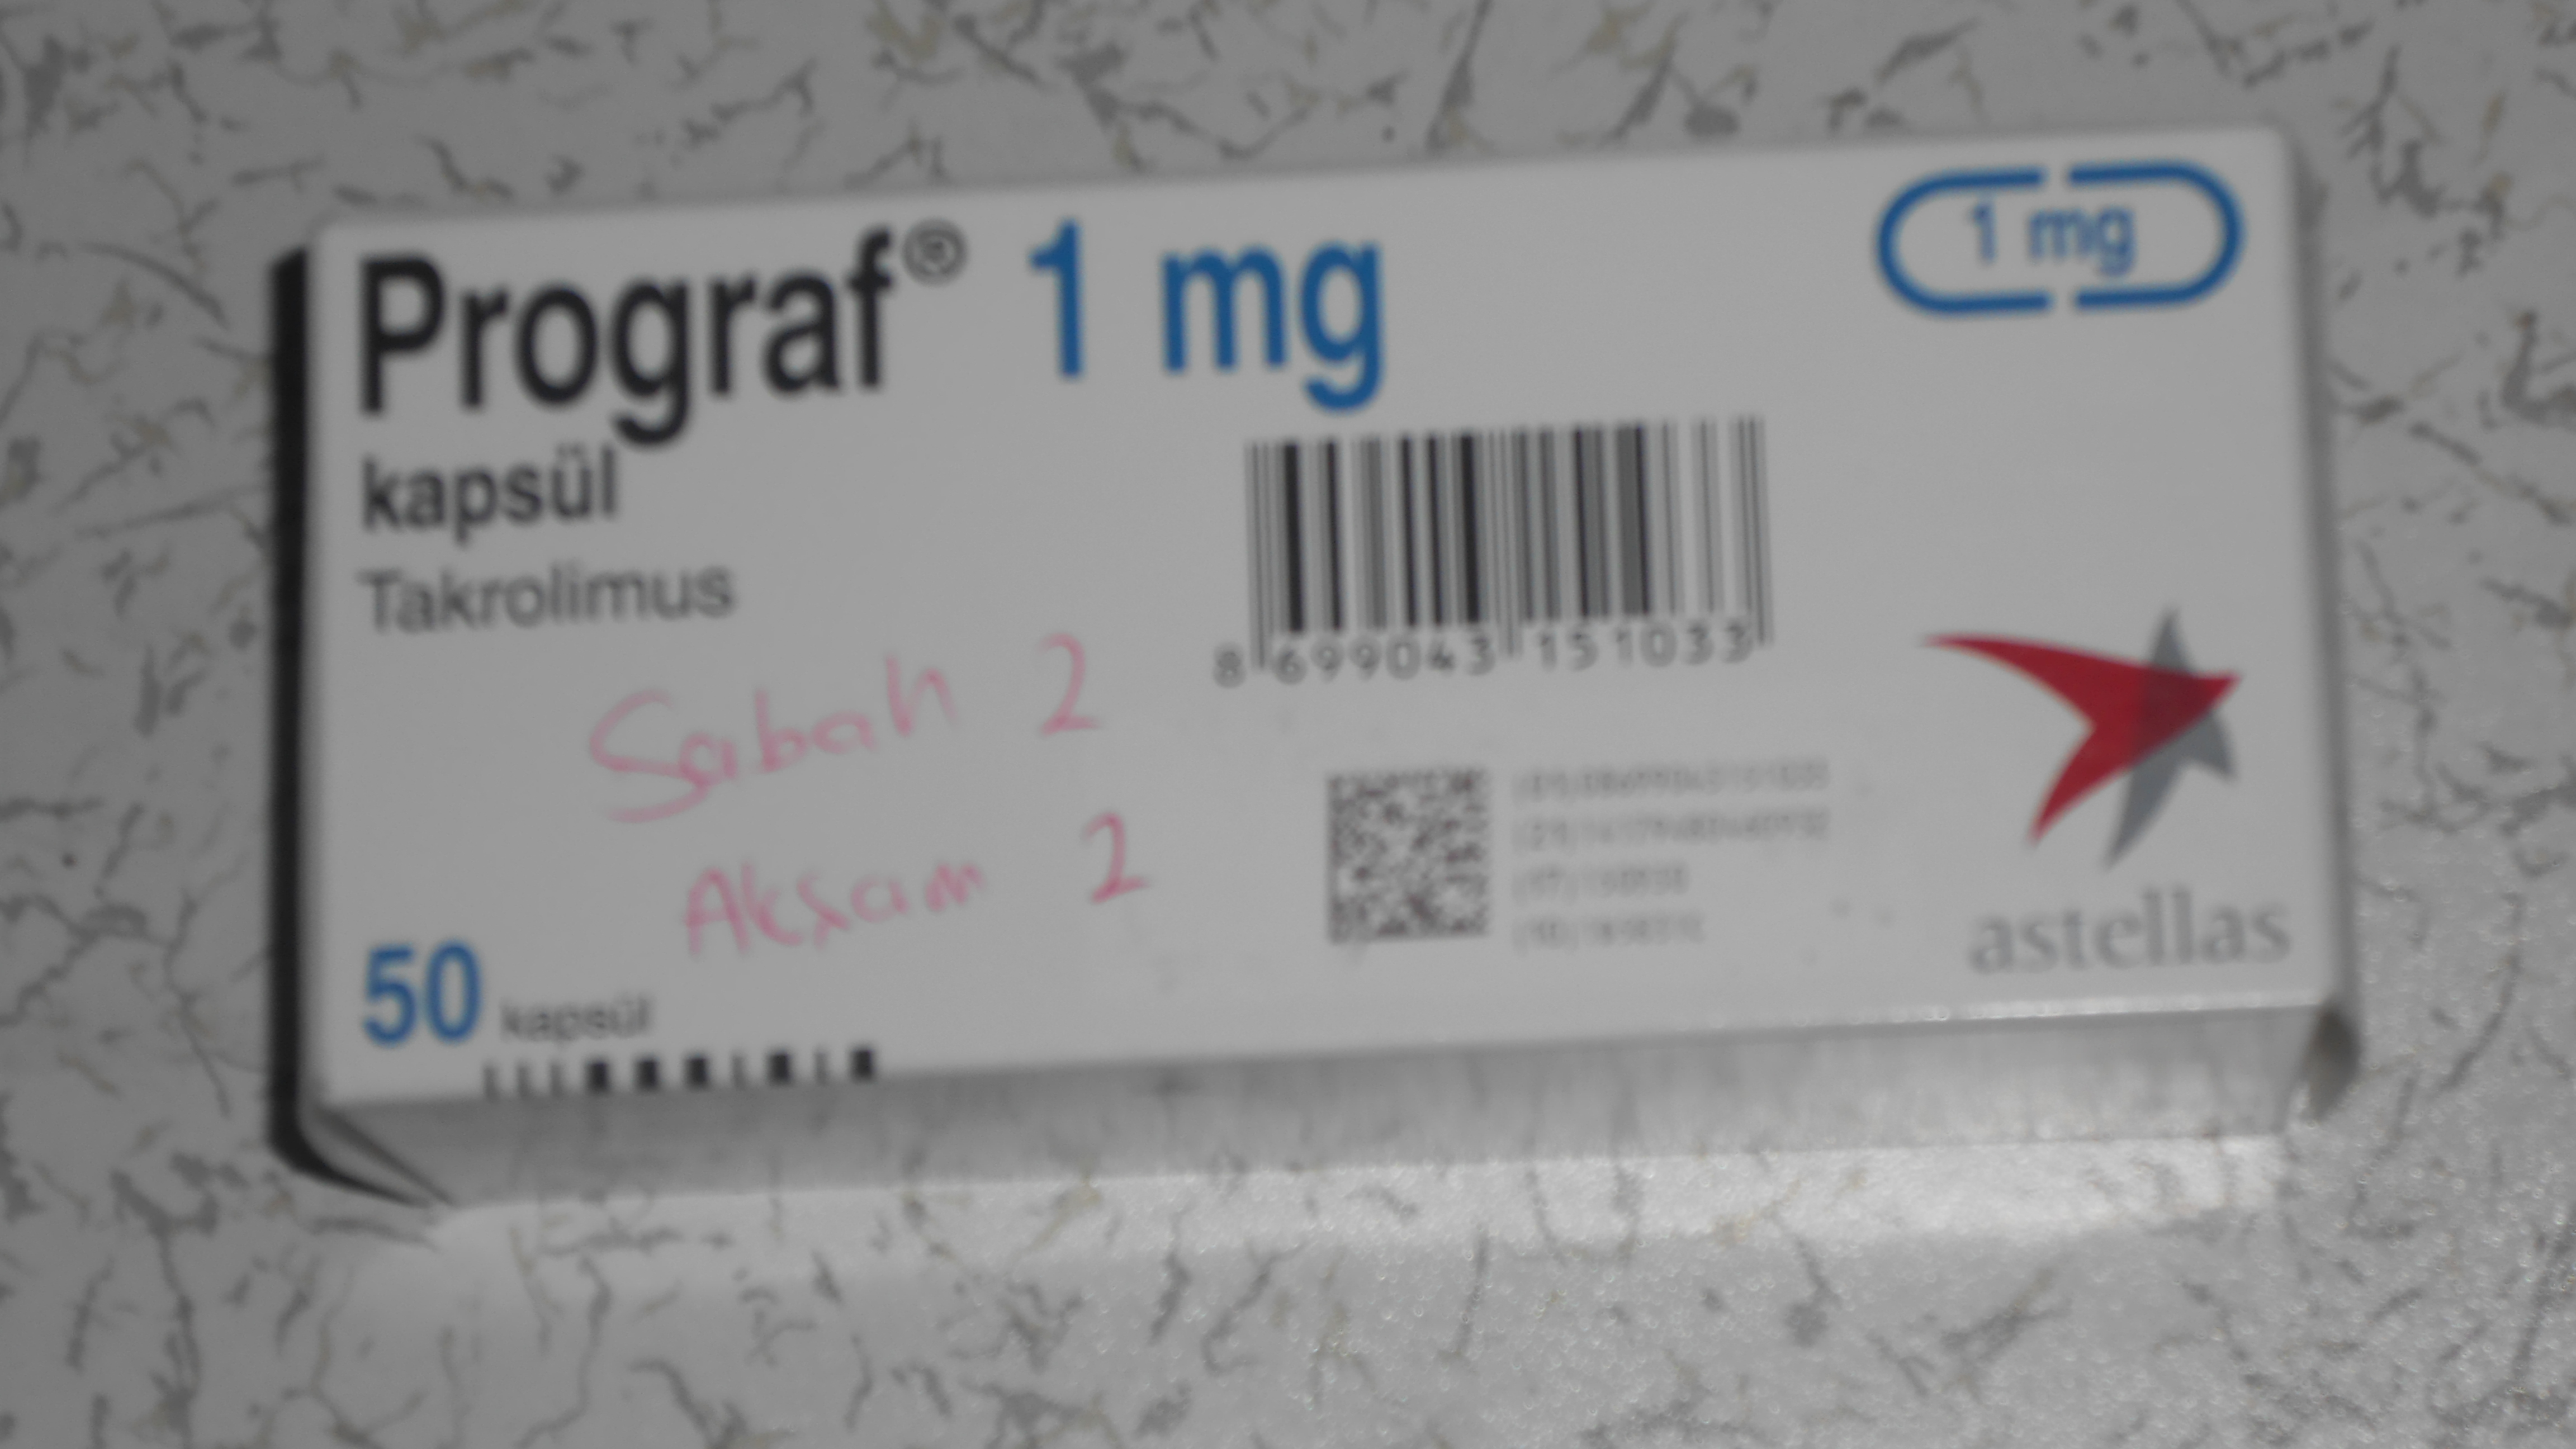 Prograf® 1 mg
1 mg
kapsül
Takrolimus
8 699043 151033
Sabah 2
Akşam 2
50 kapsül
astellas